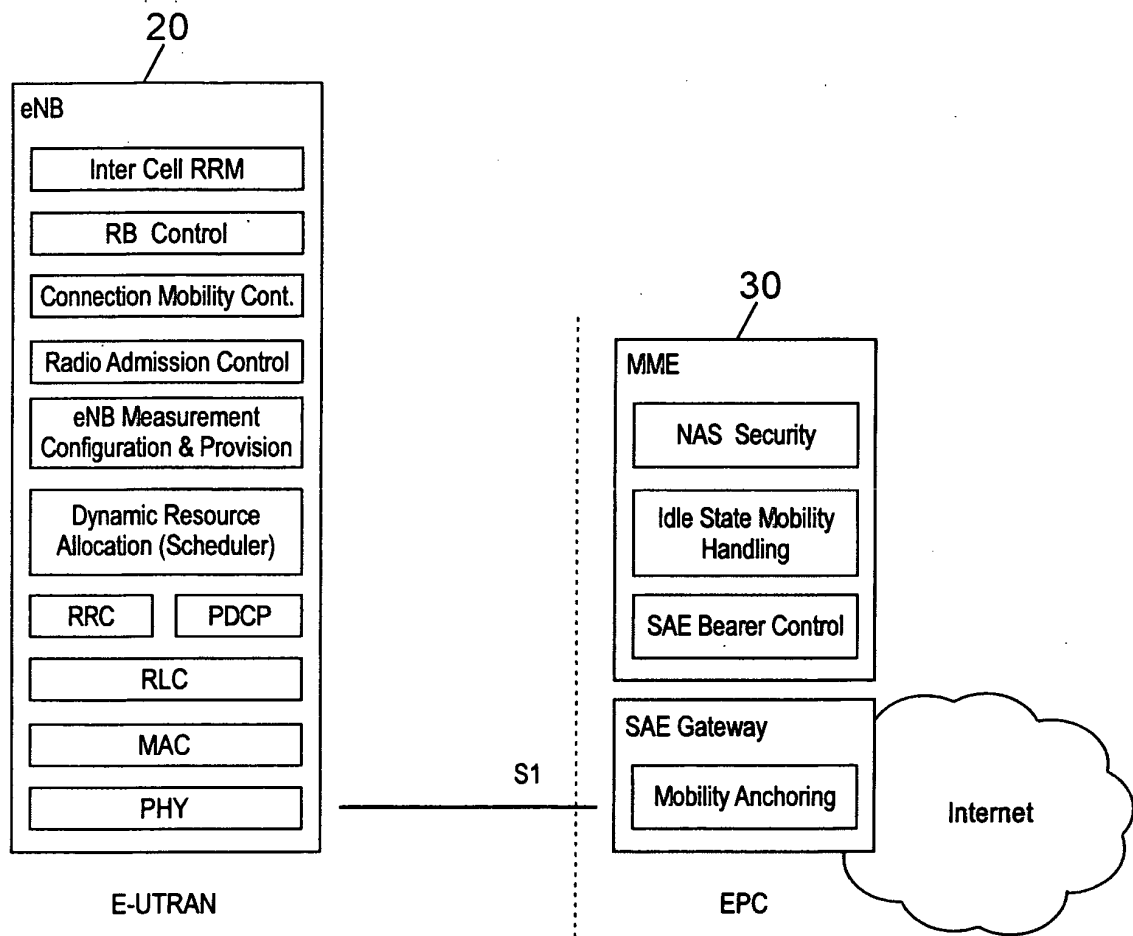 20
eNB
Inter Cell RRM
RB Control
Connection Mobility Cont.
Radio Admission Control
eNB Measurement
Configuration & Provision
Dynamic Resource
Allocation (Scheduler)
RRC
PDCP
RLC
MAC
PHY
E-UTRAN
S1
30
MME
NAS Security
Idle State Mobility
Handling
SAE Bearer Control
SAE Gateway
Mobility Anchoring
EPC
Internet